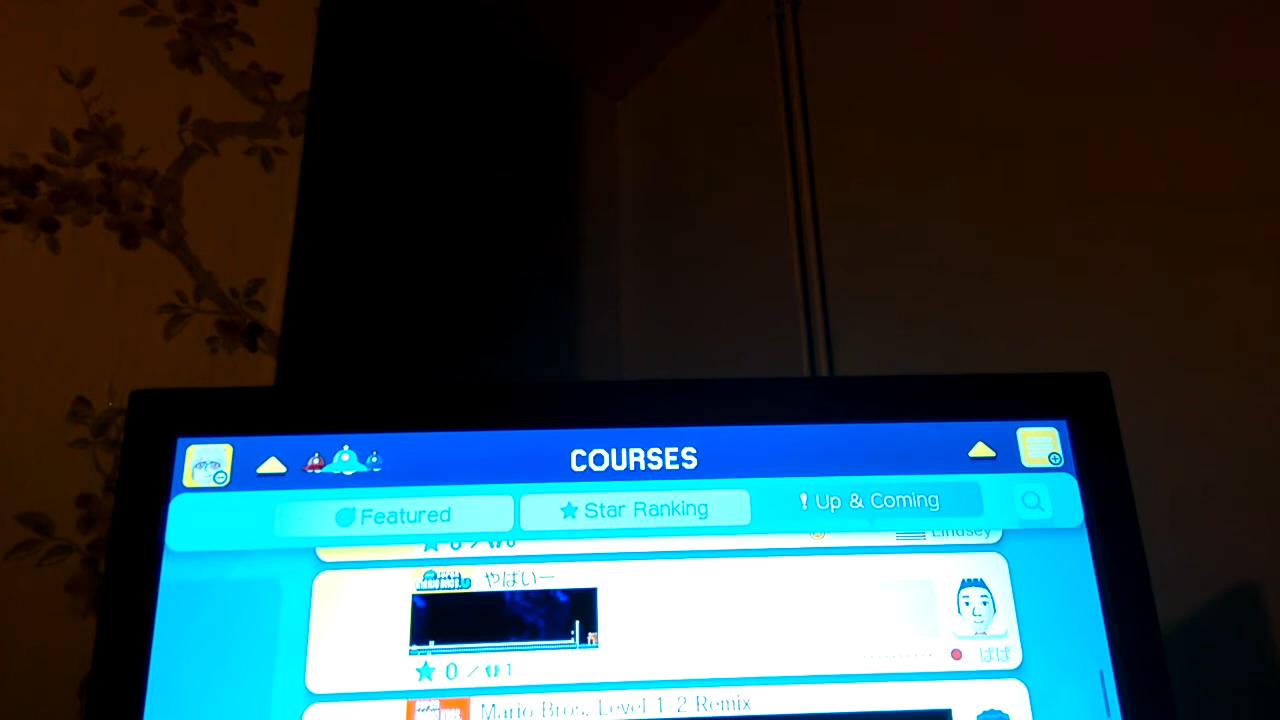 COURSES
Featured
Star Ranking
! Up & Coming
Lindsey
やばいー
0 / 1
ぱぱ
Mario Bros. Level 1-2 Remix